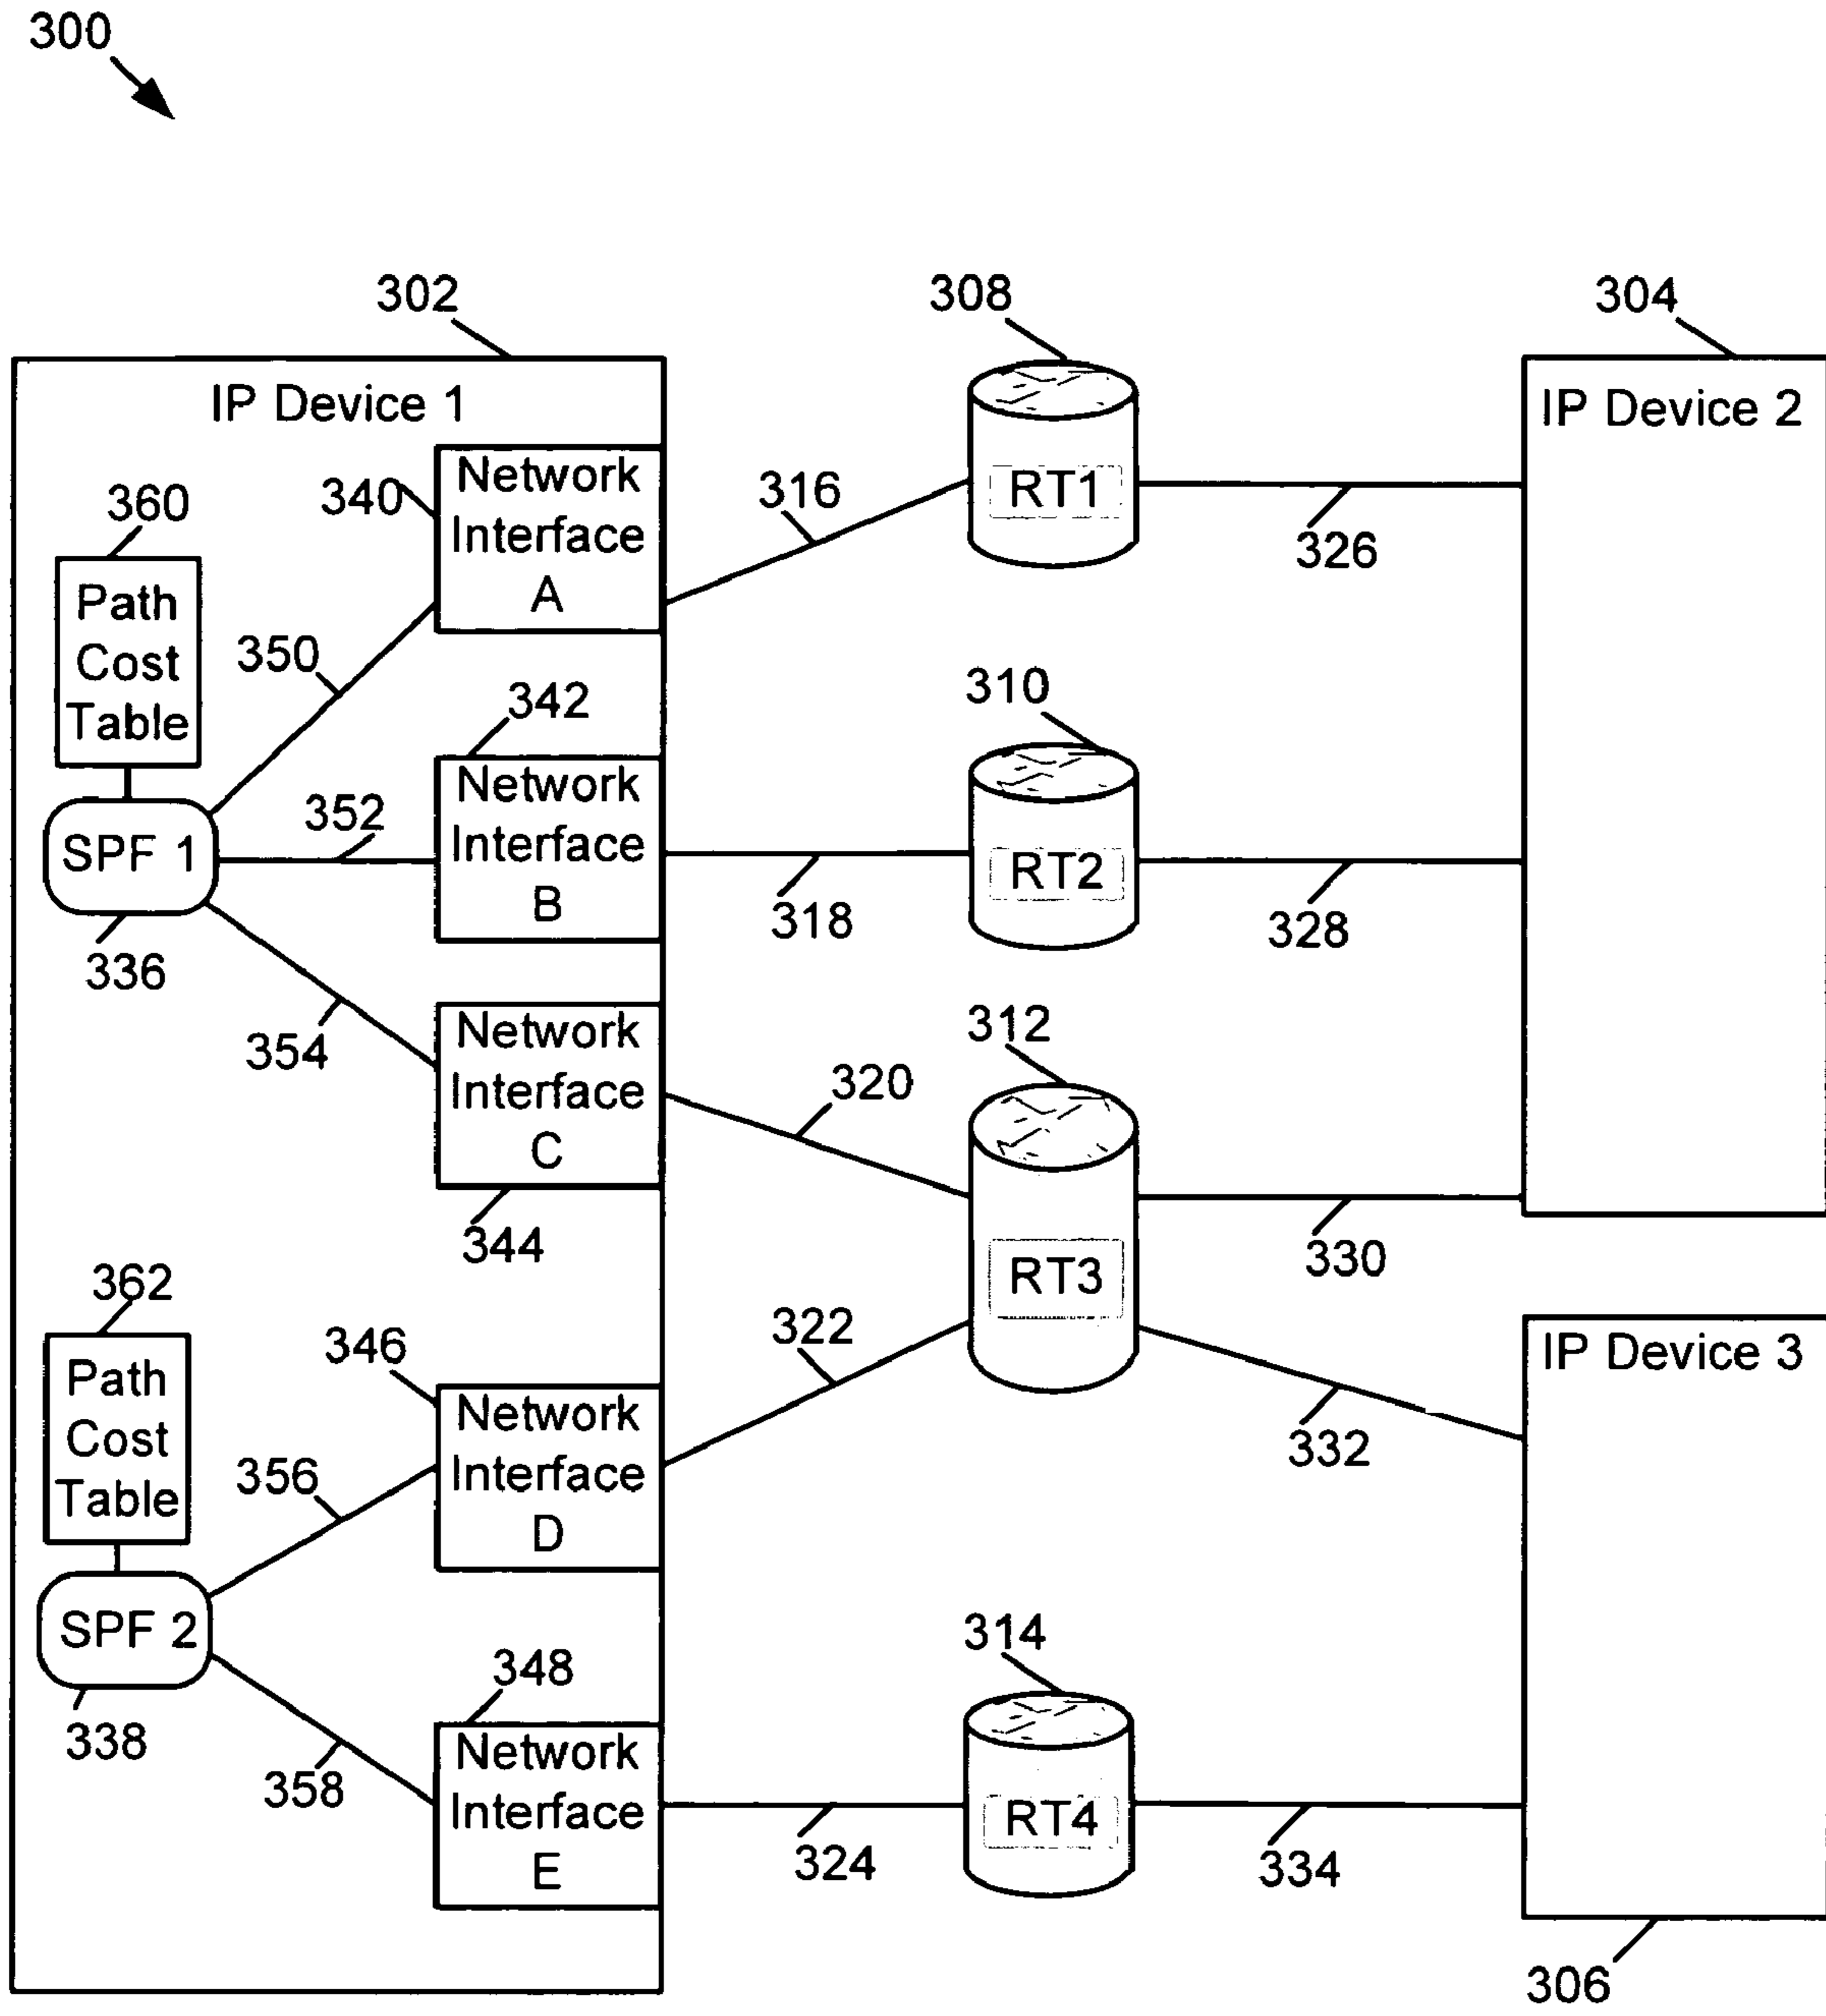 300
302
308
304
IP Device 1
IP Device 2
340
Network
Interface
A
360
Path
Cost
Table
316
RT1
326
350
342
310
Network
Interface
B
352
SPF 1
RT2
318
328
336
354
Network
Interface
C
312
320
344
330
RT3
362
346
322
IP Device 3
Path
Cost
Table
Network
Interface
D
332
356
SPF 2
314
348
338
358
Network
Interface
E
RT4
324
334
306